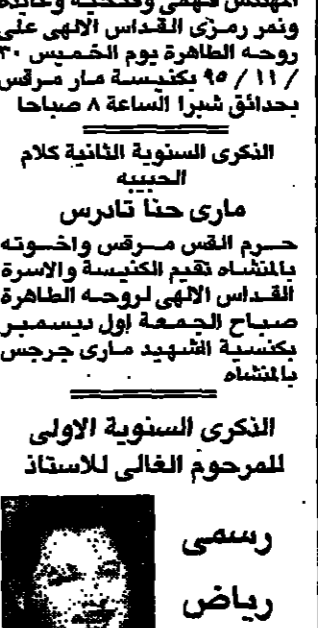 المهندس فهمى وفتحيه وعائده
ونمر رمزى القداس الالهى على
روحه الطاهرة يوم الخميس ٣٠
/ ١١ / ٩٥ بكنيسة مار مرقس
بحدائق شبرا الساعة ٨ صباحا
الذكرى السنوية الثانية كلام
الحبيبه
مارى حنا تادرس
حرم القس مرقس واخوته
بالمنشاه تقيم الكنيسة والاسرة
القداس الالهى لروحه الطاهرة
صباح الجمعة اول ديسمبر
بكنسية الشهيد مارى جرجس
بالمنشاه
الذكرى السنوية الاولى
للمرحوم الغالى للاستاذ
رسمى
رياض